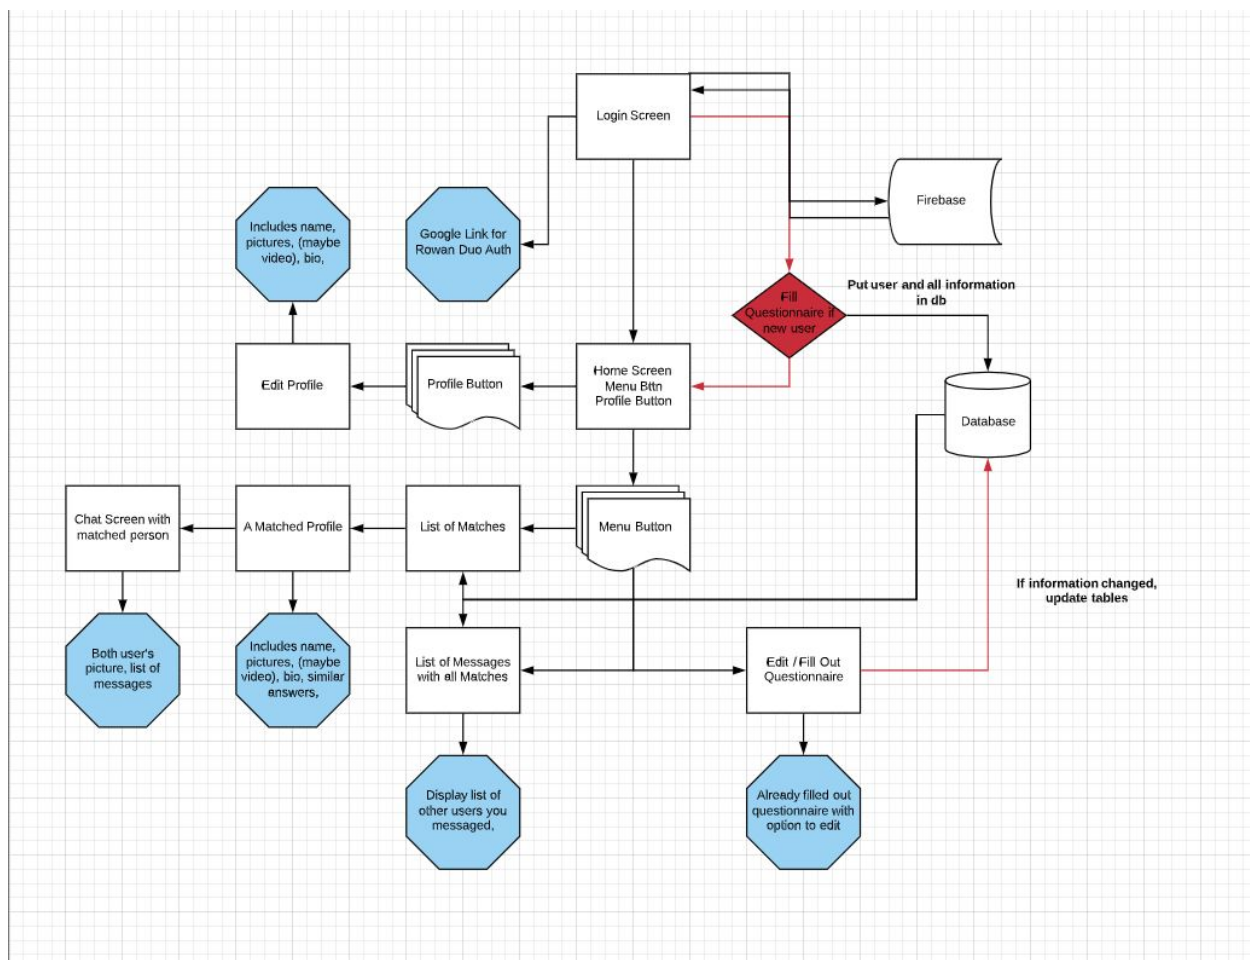 Login Screen
Firebase
Includes name,
pictures, (maybe
video), bio,
Google Link for
Rowan Duo Auth
Fill
Questionnaire if
new user
Put user and all information
in db
Edit Profile
Profile Button
Home Screen
Menu Bttn
Profile Button
Database
Chat Screen with
matched person
A Matched Profile
List of Matches
Menu Button
If information changed,
update tables
Both user's
picture, list of
messages
Includes name,
pictures, (maybe
video), bio, similar
answers,
List of Messages
with all Matches
Edit / Fill Out
Questionnaire
Display list of
other users you
messaged,
Already filled out
questionnaire with
option to edit